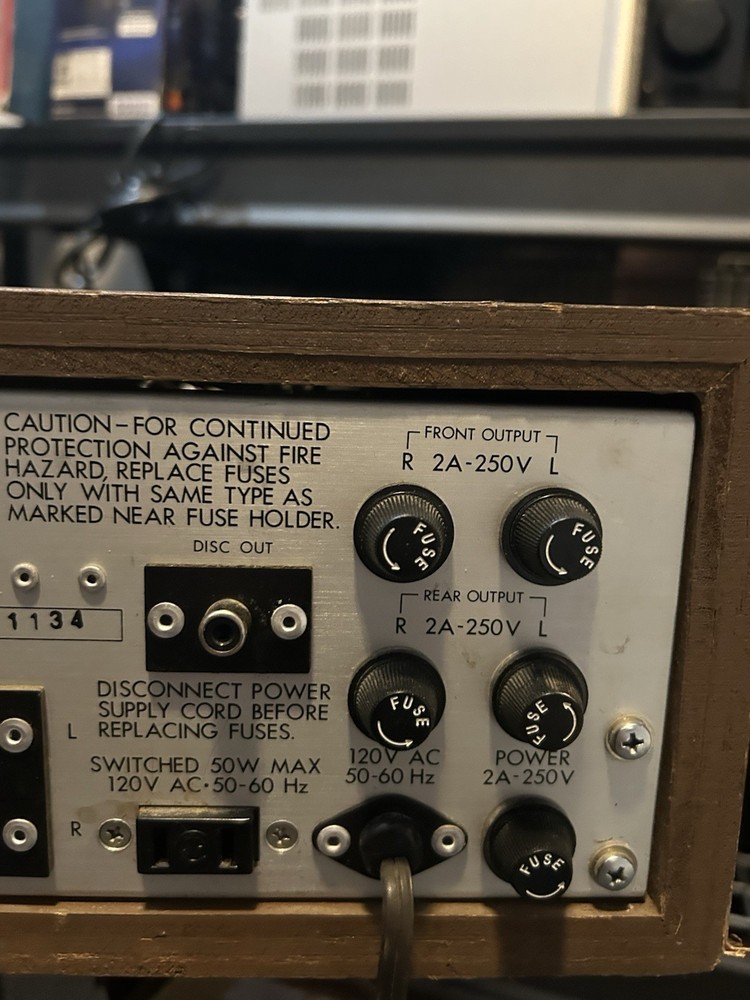 CAUTION-FOR CONTINUED
PROTECTION AGAINST FIRE
HAZARD, REPLACE FUSES
ONLY WITH SAME TYPE AS
MARKED NEAR FUSE HOLDER.
FRONT OUTPUT
R 2A-250V L
FUSE
FUSE
DISC OUT
1134
REAR OUTPUT
R 2A-250V L
FUSE
FUSE
DISCONNECT POWER
SUPPLY CORD BEFORE
REPLACING FUSES.
L
SWITCHED 50W MAX
120V AC·50-60 Hz
120V AC
50-60 Hz
POWER
2A-250V
R
FUSE